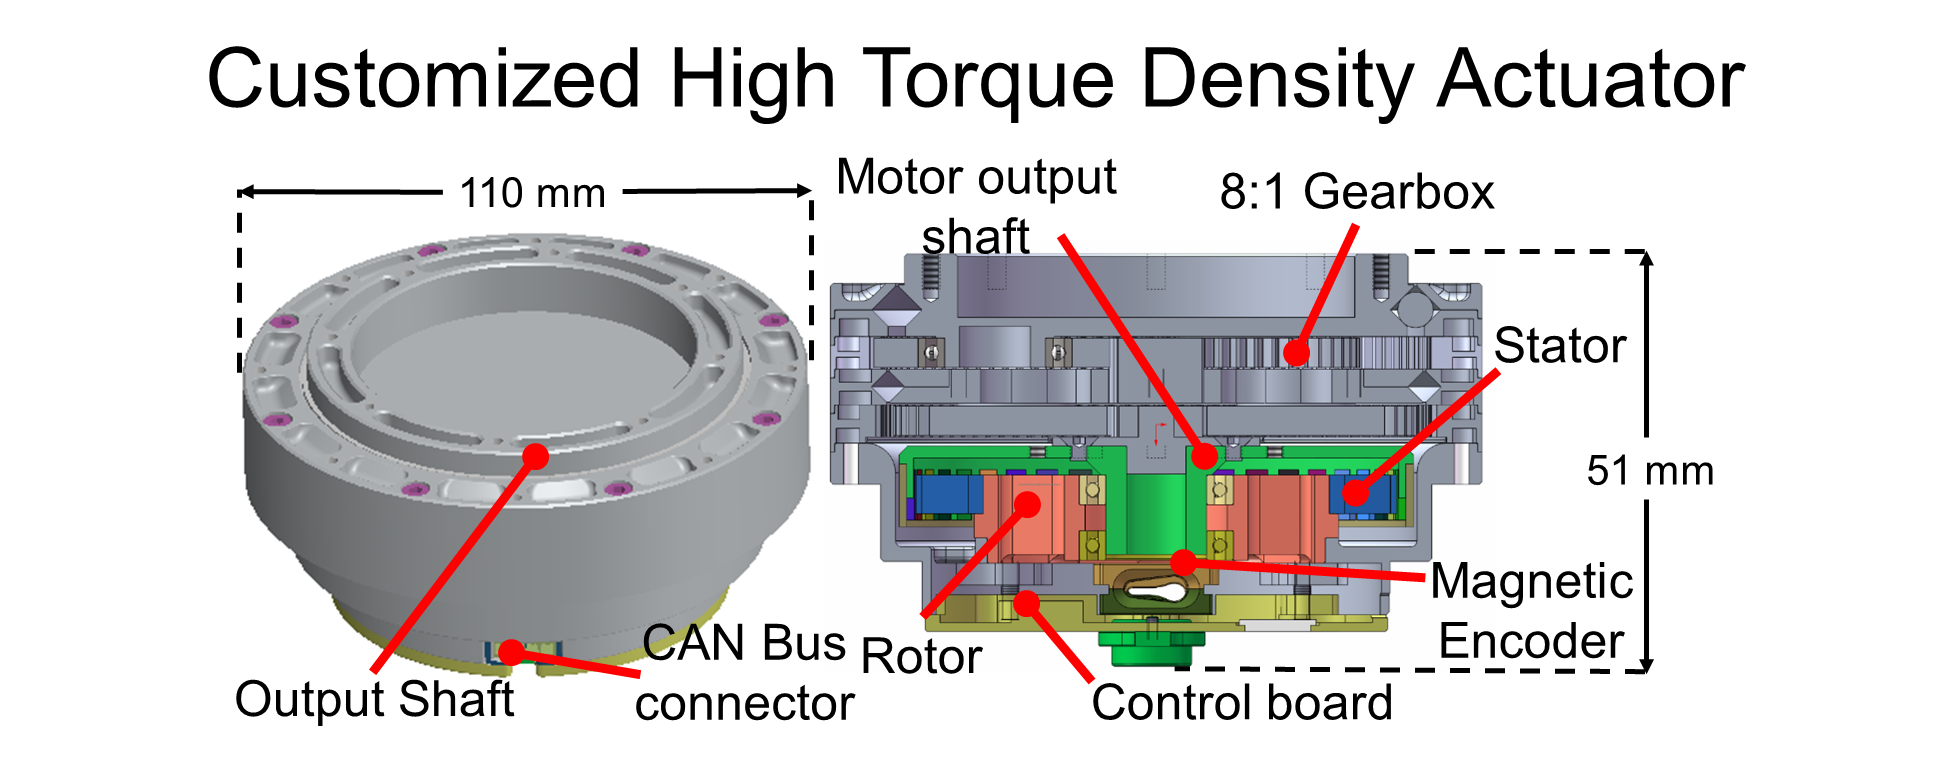 Customized High Torque Density Actuator
110 mm
Motor output
shaft
8:1 Gearbox
Stator
51 mm
Magnetic
Encoder
CAN Bus
connector
Rotor
Output Shaft
Control board